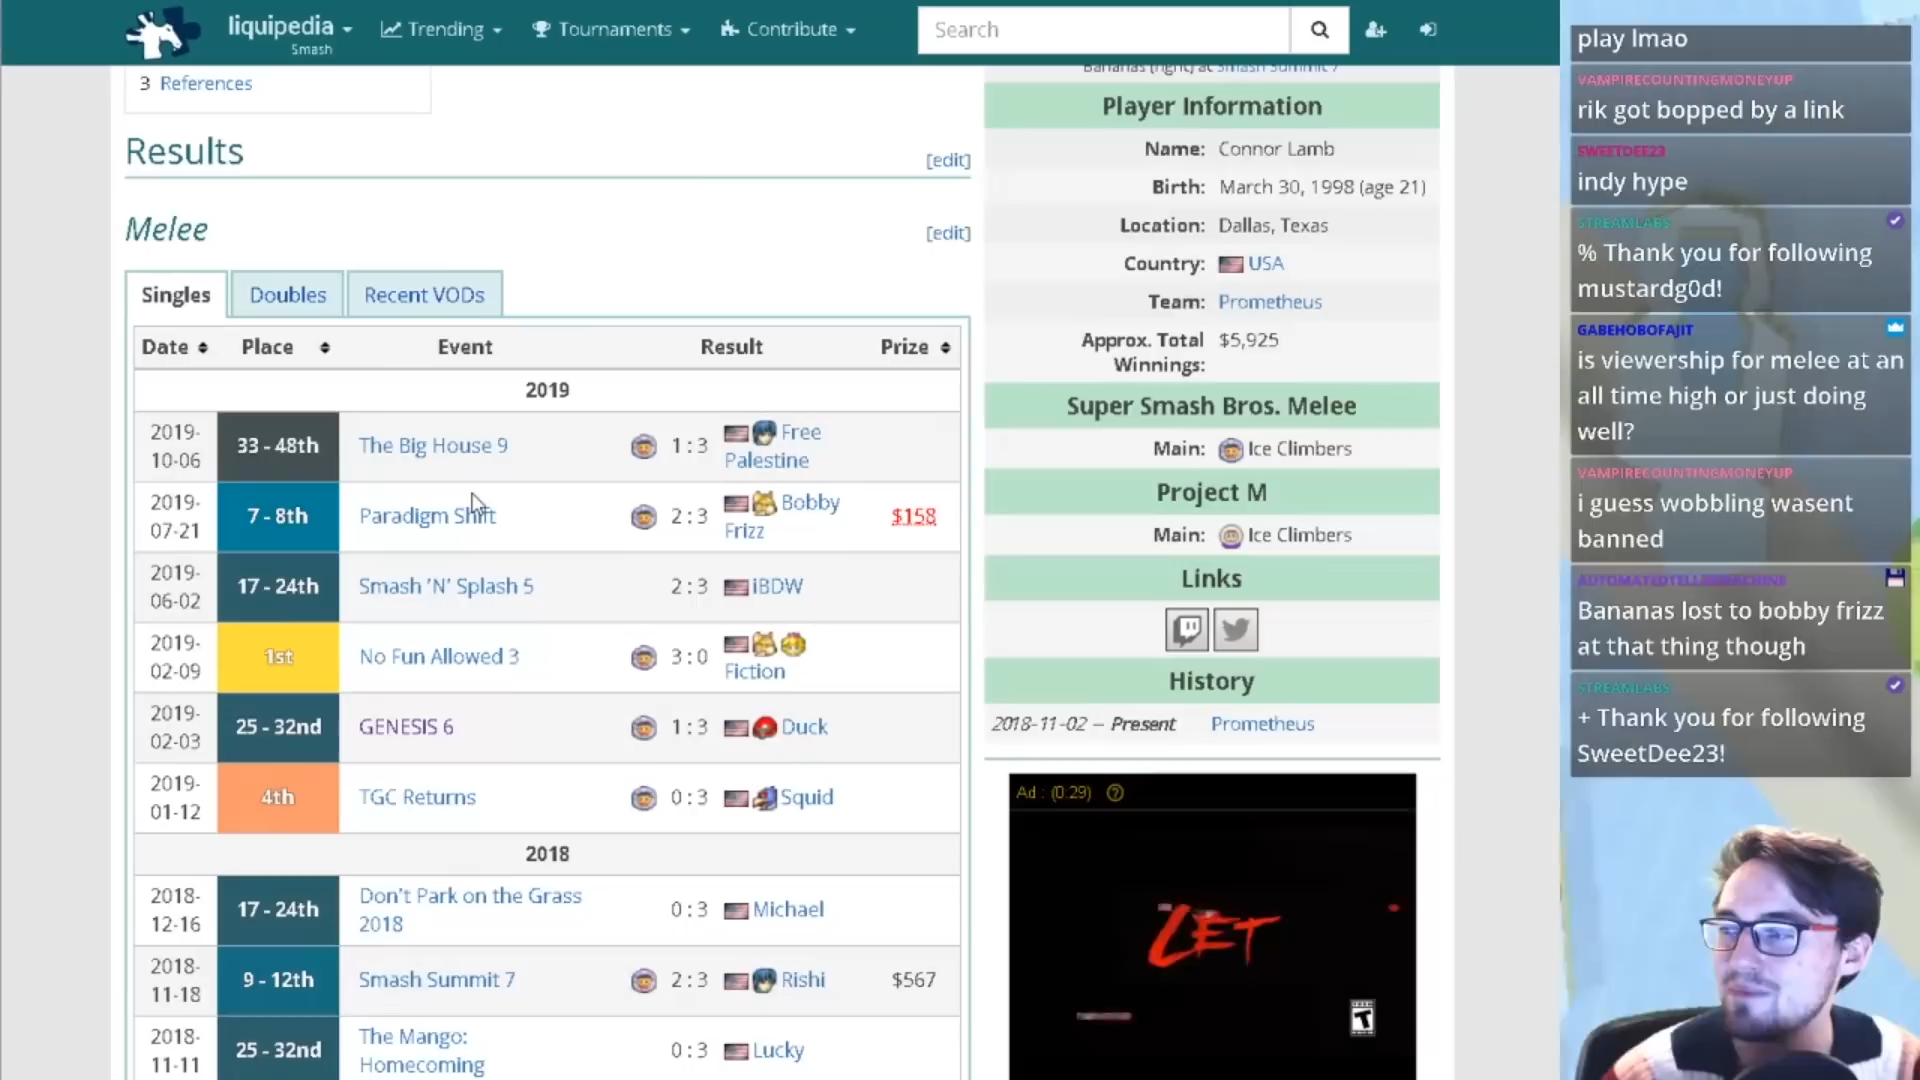 liquipedia
Smash
Trending
Tournaments
Contribute
Search
3 References
Results
[edit]
Melee
[edit]
Singles
Doubles
Recent VODs
Date
Place
Event
Result
Prize
2019
2019-
10-06
33 - 48th
The Big House 9
1 : 3
Free
Palestine
2019-
07-21
7 - 8th
Paradigm Shift
2 : 3
Bobby
Frizz
$158
2019-
06-02
17 - 24th
Smash 'N' Splash 5
2 : 3
iBDW
2019-
02-09
1st
No Fun Allowed 3
3 : 0
Fiction
2019-
02-03
25 - 32nd
GENESIS 6
1 : 3
Duck
2019-
01-12
4th
TGC Returns
0 : 3
Squid
2018
2018-
12-16
17 - 24th
Don't Park on the Grass
2018
0 : 3
Michael
2018-
11-18
9 - 12th
Smash Summit 7
2 : 3
Rishi
$567
2018-
11-11
25 - 32nd
The Mango:
Homecoming
0 : 3
Lucky
Bananas (right) at Smash Summit 7
Player Information
Name: Connor Lamb
Birth: March 30, 1998 (age 21)
Location: Dallas, Texas
Country: USA
Team: Prometheus
Approx. Total
Winnings:
$5,925
Super Smash Bros. Melee
Main: Ice Climbers
Project M
Main: Ice Climbers
Links
History
2018-11-02 – Present Prometheus
Ad : (0:29)
LET
T
play lmao
VAMPIRECOUNTINGMONEYUP
rik got bopped by a link
SWEETDEE23
indy hype
STREAMLABS
% Thank you for following
mustardg0d!
GABEHOBOFAJIT
is viewership for melee at an
all time high or just doing
well?
VAMPIRECOUNTINGMONEYUP
i guess wobbling wasent
banned
AUTOMATEDTELLERMACHINE
Bananas lost to bobby frizz
at that thing though
STREAMLABS
+ Thank you for following
SweetDee23!